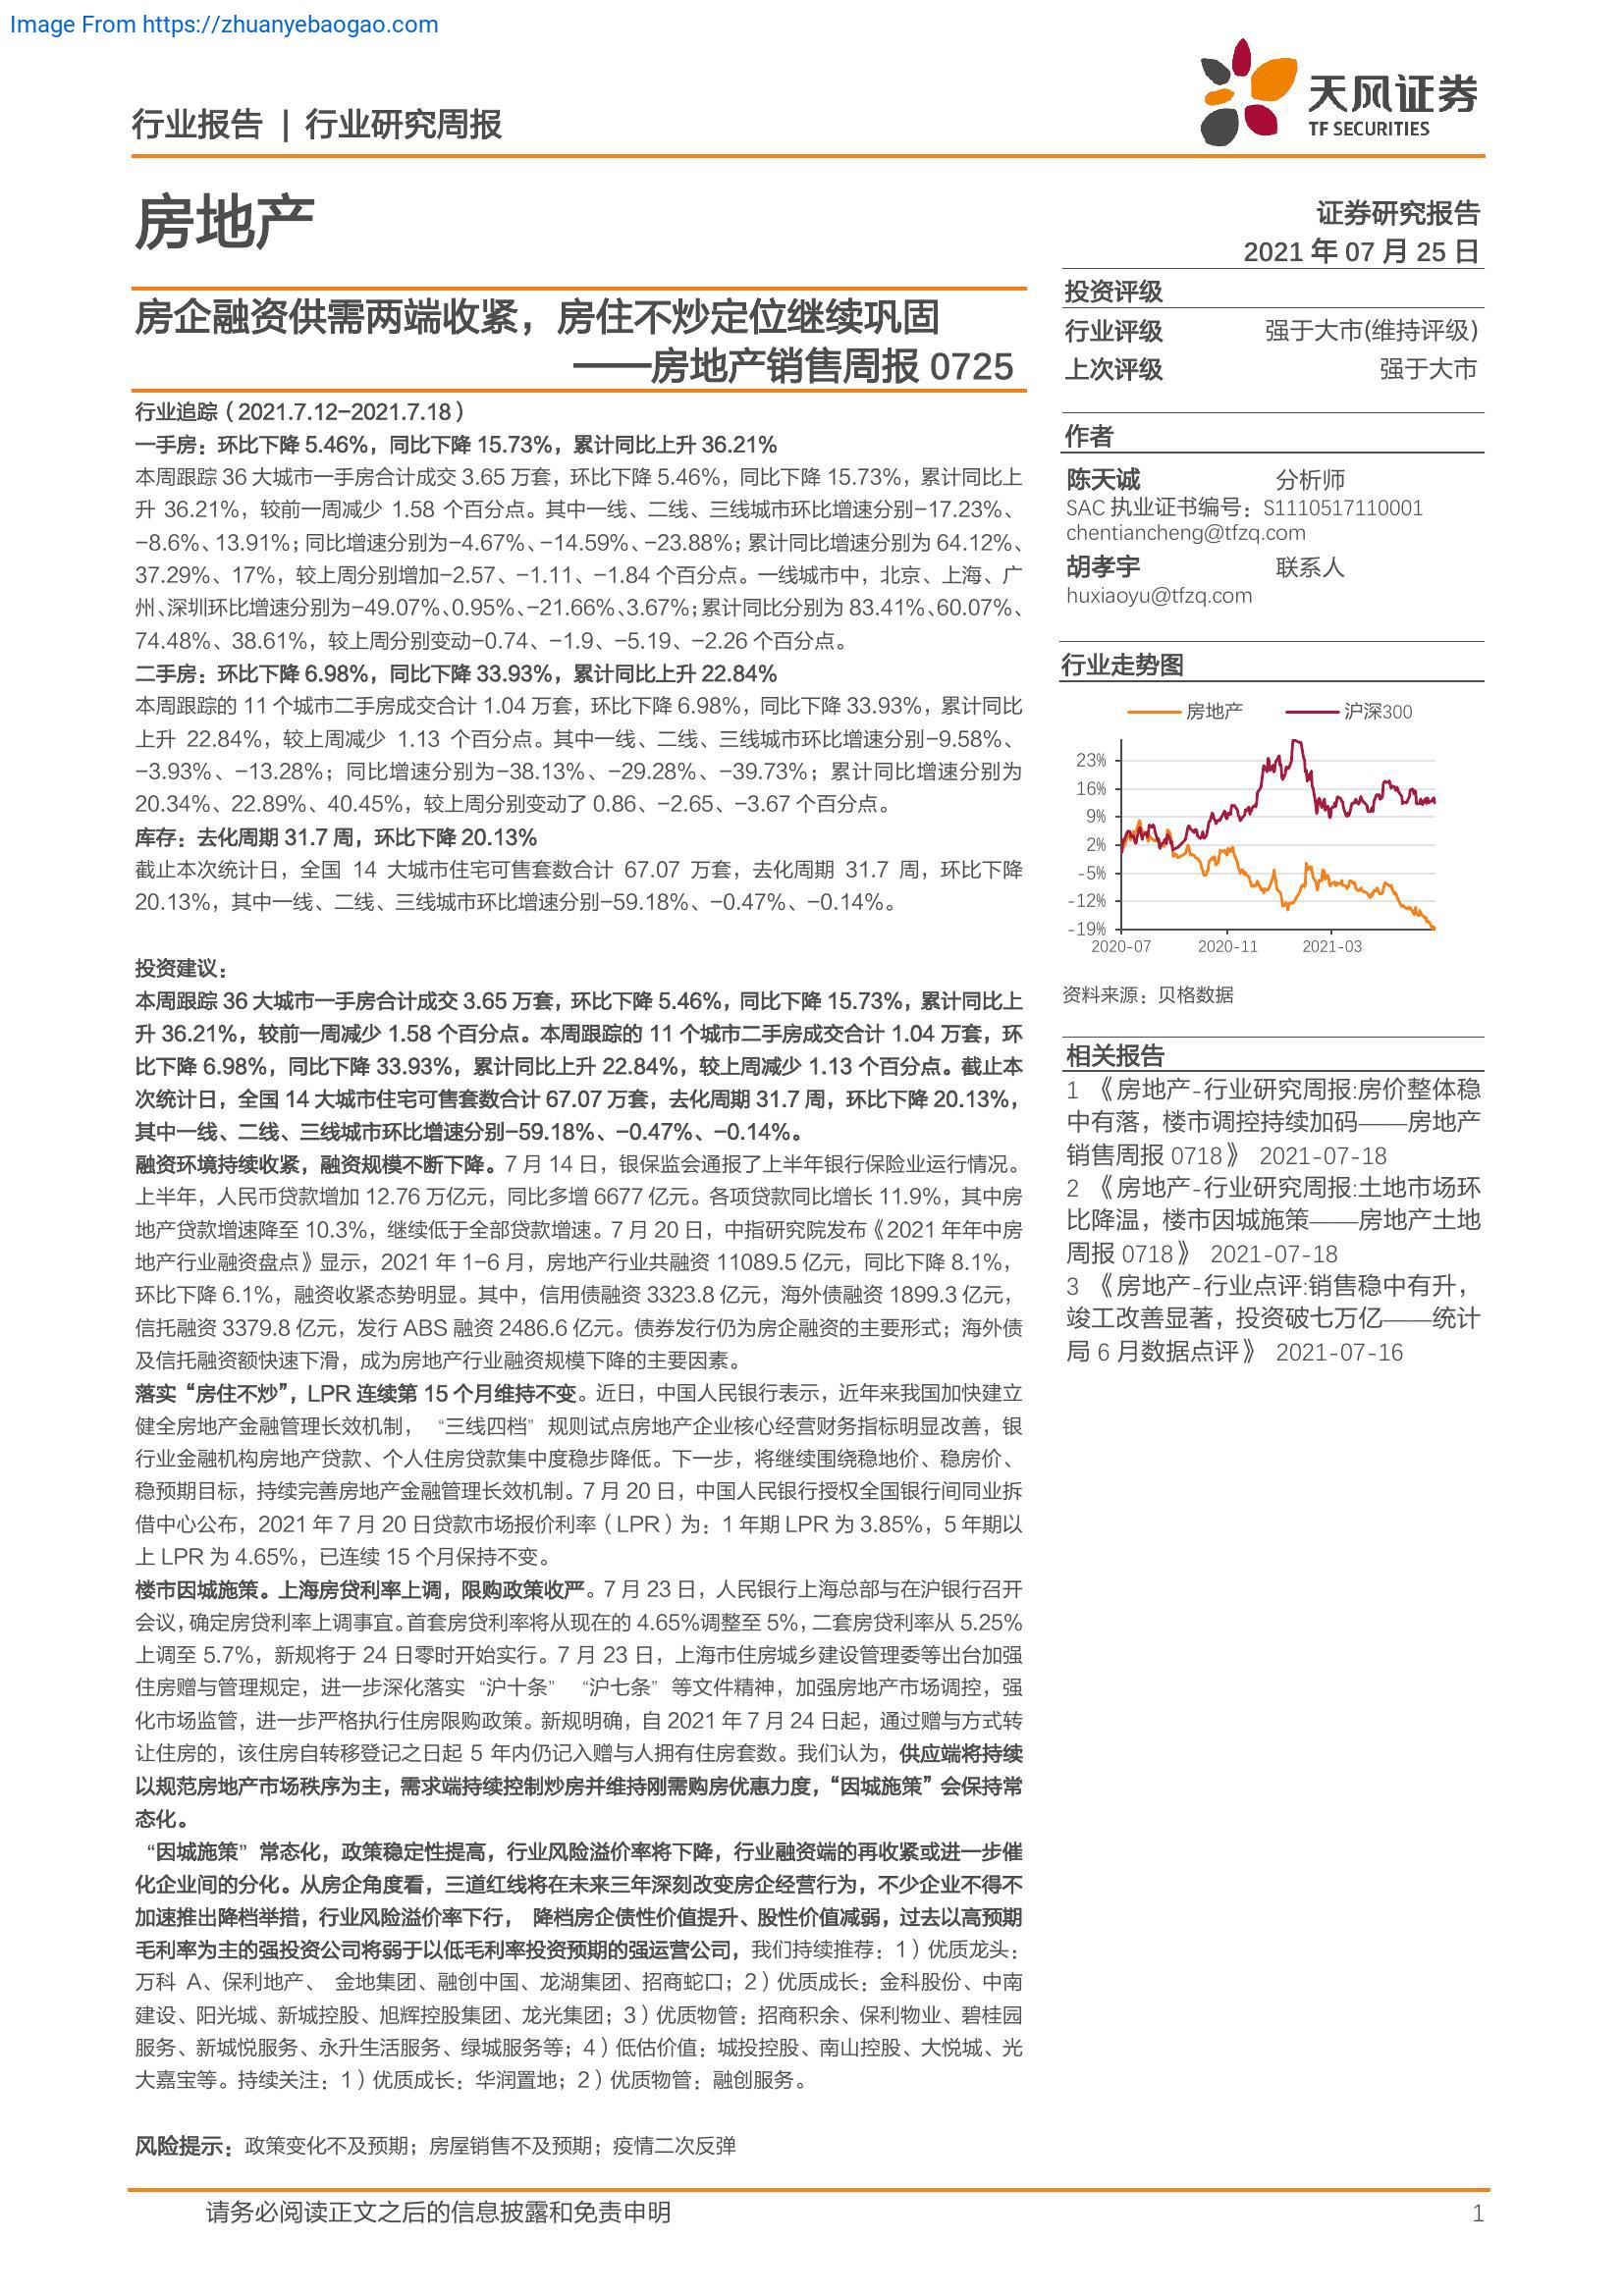 Image From https://zhuanyebaogao.com
行业报告 | 行业研究周报
天风证券
TF SECURITIES
房地产
证券研究报告
2021 年 07 月 25 日
房企融资供需两端收紧，房住不炒定位继续巩固
——房地产销售周报 0725
行业追踪（2021.7.12-2021.7.18）
一手房：环比下降 5.46%，同比下降 15.73%，累计同比上升 36.21%
本周跟踪 36 大城市一手房合计成交 3.65 万套，环比下降 5.46%，同比下降 15.73%，累计同比上
升 36.21%，较前一周减少 1.58 个百分点。其中一线、二线、三线城市环比增速分别-17.23%、
-8.6%、13.91%；同比增速分别为-4.67%、-14.59%、-23.88%；累计同比增速分别为 64.12%、
37.29%、17%，较上周分别增加-2.57、-1.11、-1.84 个百分点。一线城市中，北京、上海、广
州、深圳环比增速分别为-49.07%、0.95%、-21.66%、3.67%；累计同比分别为 83.41%、60.07%、
74.48%、38.61%，较上周分别变动-0.74、-1.9、-5.19、-2.26 个百分点。
二手房：环比下降 6.98%，同比下降 33.93%，累计同比上升 22.84%
本周跟踪的 11 个城市二手房成交合计 1.04 万套，环比下降 6.98%，同比下降 33.93%，累计同比
上升 22.84%，较上周减少 1.13 个百分点。其中一线、二线、三线城市环比增速分别-9.58%、
-3.93%、-13.28%；同比增速分别为-38.13%、-29.28%、-39.73%；累计同比增速分别为
20.34%、22.89%、40.45%，较上周分别变动了 0.86、-2.65、-3.67 个百分点。
库存：去化周期 31.7 周，环比下降 20.13%
截止本次统计日，全国 14 大城市住宅可售套数合计 67.07 万套，去化周期 31.7 周，环比下降
20.13%，其中一线、二线、三线城市环比增速分别-59.18%、-0.47%、-0.14%。
投资建议：
本周跟踪 36 大城市一手房合计成交 3.65 万套，环比下降 5.46%，同比下降 15.73%，累计同比上
升 36.21%，较前一周减少 1.58 个百分点。本周跟踪的 11 个城市二手房成交合计 1.04 万套，环
比下降 6.98%，同比下降 33.93%，累计同比上升 22.84%，较上周减少 1.13 个百分点。截止本
次统计日，全国 14 大城市住宅可售套数合计 67.07 万套，去化周期 31.7 周，环比下降 20.13%，
其中一线、二线、三线城市环比增速分别-59.18%、-0.47%、-0.14%。
融资环境持续收紧，融资规模不断下降。7 月 14 日，银保监会通报了上半年银行保险业运行情况。
上半年，人民币贷款增加 12.76 万亿元，同比多增 6677 亿元。各项贷款同比增长 11.9%，其中房
地产贷款增速降至 10.3%，继续低于全部贷款增速。7 月 20 日，中指研究院发布《2021 年年中房
地产行业融资盘点》显示，2021 年 1-6 月，房地产行业共融资 11089.5 亿元，同比下降 8.1%，
环比下降 6.1%，融资收紧态势明显。其中，信用债融资 3323.8 亿元，海外债融资 1899.3 亿元，
信托融资 3379.8 亿元，发行 ABS 融资 2486.6 亿元。债券发行仍为房企融资的主要形式；海外债
及信托融资额快速下滑，成为房地产行业融资规模下降的主要因素。
落实“房住不炒”，LPR 连续第 15 个月维持不变。近日，中国人民银行表示，近年来我国加快建立
健全房地产金融管理长效机制，“三线四档”规则试点房地产企业核心经营财务指标明显改善，银
行业金融机构房地产贷款、个人住房贷款集中度稳步降低。下一步，将继续围绕稳地价、稳房价、
稳预期目标，持续完善房地产金融管理长效机制。7 月 20 日，中国人民银行授权全国银行间同业拆
借中心公布，2021 年 7 月 20 日贷款市场报价利率（LPR）为：1 年期 LPR 为 3.85%，5 年期以
上 LPR 为 4.65%，已连续 15 个月保持不变。
楼市因城施策。上海房贷利率上调，限购政策收严。7 月 23 日，人民银行上海总部与在沪银行召开
会议，确定房贷利率上调事宜。首套房贷利率将从现在的 4.65%调整至 5%，二套房贷利率从 5.25%
上调至 5.7%，新规将于 24 日零时开始实行。7 月 23 日，上海市住房城乡建设管理委等出台加强
住房赠与管理规定，进一步深化落实“沪十条” “沪七条”等文件精神，加强房地产市场调控，强
化市场监管，进一步严格执行住房限购政策。新规明确，自 2021 年 7 月 24 日起，通过赠与方式转
让住房的，该住房自转移登记之日起 5 年内仍记入赠与人拥有住房套数。我们认为，供应端将持续
以规范房地产市场秩序为主，需求端持续控制炒房并维持刚需购房优惠力度，“因城施策”会保持常
态化。
“因城施策”常态化，政策稳定性提高，行业风险溢价率将下降，行业融资端的再收紧或进一步催
化企业间的分化。从房企角度看，三道红线将在未来三年深刻改变房企经营行为，不少企业不得不
加速推出降档举措，行业风险溢价率下行， 降档房企债性价值提升、股性价值减弱，过去以高预期
毛利率为主的强投资公司将弱于以低毛利率投资预期的强运营公司，我们持续推荐：1）优质龙头：
万科 A、保利地产、 金地集团、融创中国、龙湖集团、招商蛇口；2）优质成长：金科股份、中南
建设、阳光城、新城控股、旭辉控股集团、龙光集团；3）优质物管：招商积余、保利物业、碧桂园
服务、新城悦服务、永升生活服务、绿城服务等；4）低估价值：城投控股、南山控股、大悦城、光
大嘉宝等。持续关注：1）优质成长：华润置地；2）优质物管：融创服务。
风险提示：政策变化不及预期；房屋销售不及预期；疫情二次反弹
投资评级
行业评级 强于大市(维持评级)
上次评级 强于大市
作者
陈天诚 分析师
SAC 执业证书编号：S1110517110001
chentiancheng@tfzq.com
胡孝宇 联系人
huxiaoyu@tfzq.com
行业走势图
房地产 沪深300
23%
16%
9%
2%
-5%
-12%
-19%
2020-07 2020-11 2021-03
资料来源：贝格数据
相关报告
1 《房地产-行业研究周报:房价整体稳
中有落，楼市调控持续加码——房地产
销售周报 0718》 2021-07-18
2 《房地产-行业研究周报:土地市场环
比降温，楼市因城施策——房地产土地
周报 0718》 2021-07-18
3 《房地产-行业点评:销售稳中有升，
竣工改善显著，投资破七万亿——统计
局 6 月数据点评》 2021-07-16
请务必阅读正文之后的信息披露和免责申明 1